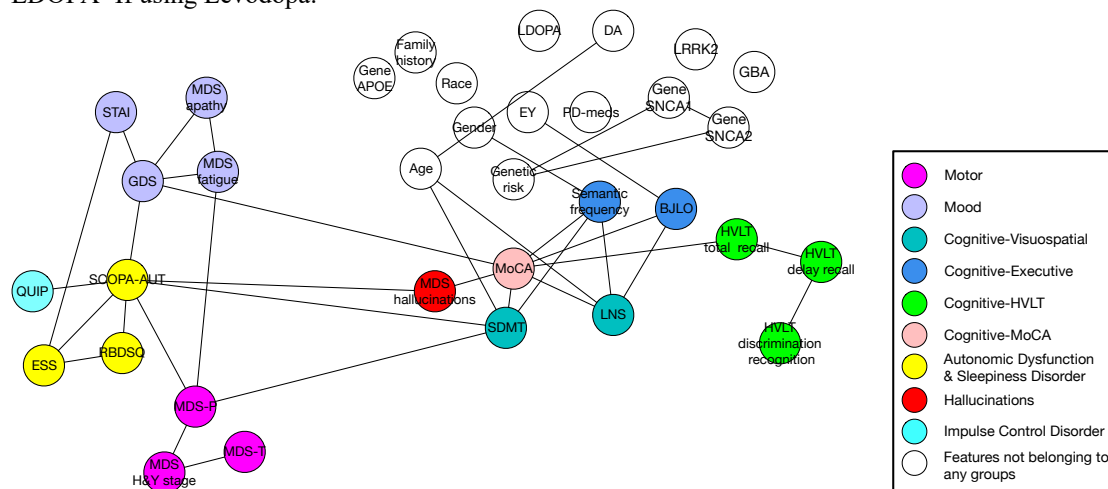 LDOPA
DA
Family
history
LRRK2
Gene
APOE
Race
GBA
MDS
apathy
STAI
Gene
SNCA1
EY
PD-meds
Gender
Gene
SNCA2
Age
Genetic
risk
GDS
MDS
fatigue
Semantic
frequency
BJLO
HVLT
total recall
HVLT
delay recall
MoCA
SCOPA-AUT
QUIP
MDS
hallucinations
SDMT
LNS
HVLT
discrimination
recognition
ESS
RBDSQ
MDS-P
MDS-T
MDS
H&Y stage
Motor
Mood
Cognitive-Visuospatial
Cognitive-Executive
Cognitive-HVLT
Cognitive-MoCA
Autonomic Dysfunction
& Sleepiness Disorder
Hallucinations
Impulse Control Disorder
Features not belonging to
any groups